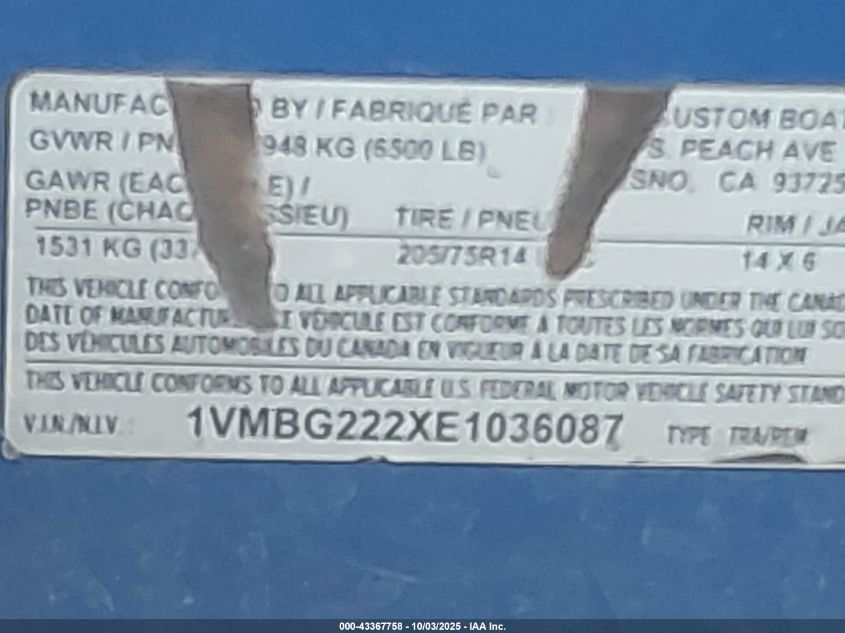 MANUFAC D BY / FABRIQUÉ PAR : USTOM BOA
GVWR / PN 948 KG (6500 LB) S. PEACH AVE
GAWR (EAC E) / SNO, CA 93725
PNBE (CHAC SSIEU) TIRE / PNEU RIM / JA
1531 KG (33 205/75R14 14 X 6
THIS VEHICLE CONFO O ALL APPLICABLE STANDARDS PRESCRIBED UNDER THE CANAD
DATE OF MANUFACTUR E VÉHICULE EST CONFORME À TOUTES LES NORMES QUI LUI SO
DES VÉHICULES AUTOMOBILES DU CANADA EN VIGUEUR À LA DATE DE SA FABRICATION
THIS VEHICLE CONFORMS TO ALL APPLICABLE U.S. FEDERAL MOTOR VEHICLE SAFETY STAND
V.I.N./N.I.V.: 1VMBG222XE1036087 TYPE: TRA/REM
000-43367758 - 10/03/2025 - IAA Inc.